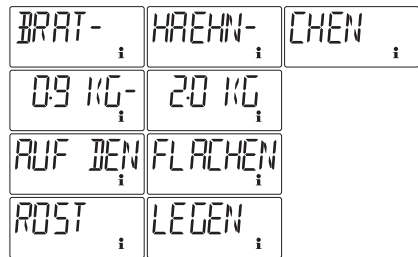 BRAT- HAEHN- CHEN
0.9 KG- 2.0 KG
AUF DEN FLACHEN
ROST LEGEN